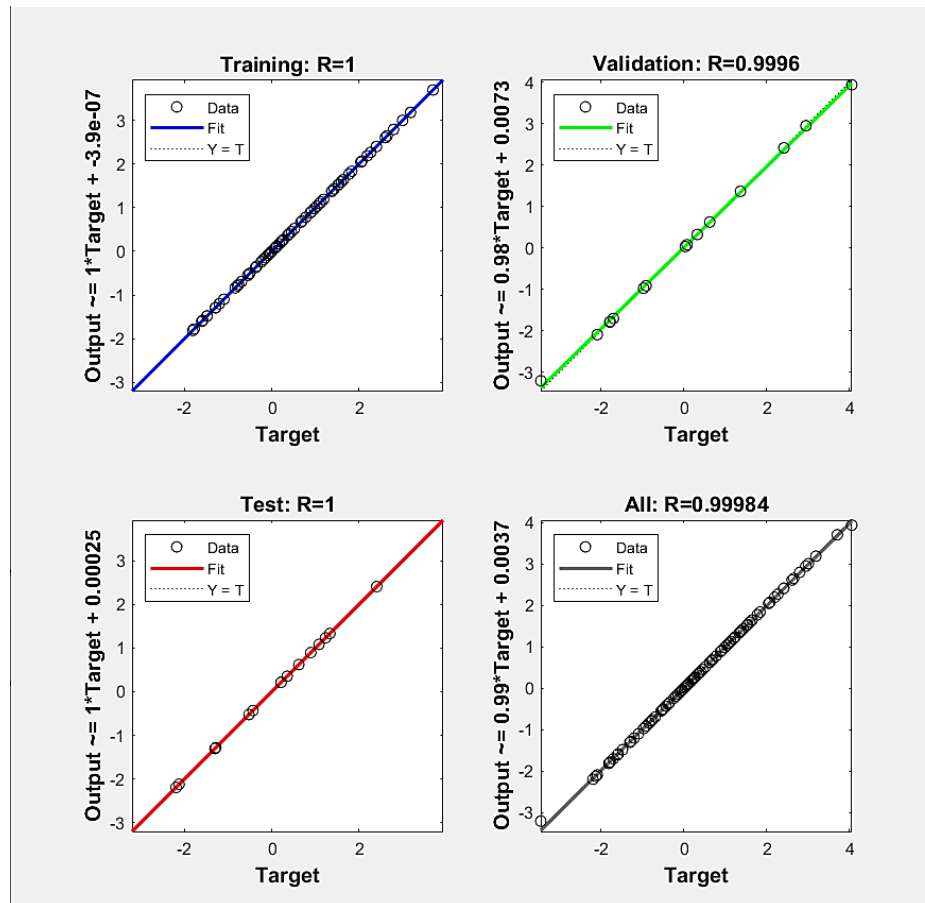 Training: R=1
Output ~= 1*Target + -3.9e-07
Data
Fit
Y = T
3
2
1
0
-1
-2
-3
-2
0
2
Target
Validation: R=0.9996
Output ~= 0.98*Target + 0.0073
Data
Fit
Y = T
4
3
2
1
0
-1
-2
-3
-2
0
2
4
Target
Test: R=1
Output ~= 1*Target + 0.00025
Data
Fit
Y = T
3
2
1
0
-1
-2
-3
-2
0
2
Target
All: R=0.99984
Output ~= 0.99*Target + 0.0037
Data
Fit
Y = T
4
3
2
1
0
-1
-2
-3
-2
0
2
4
Target